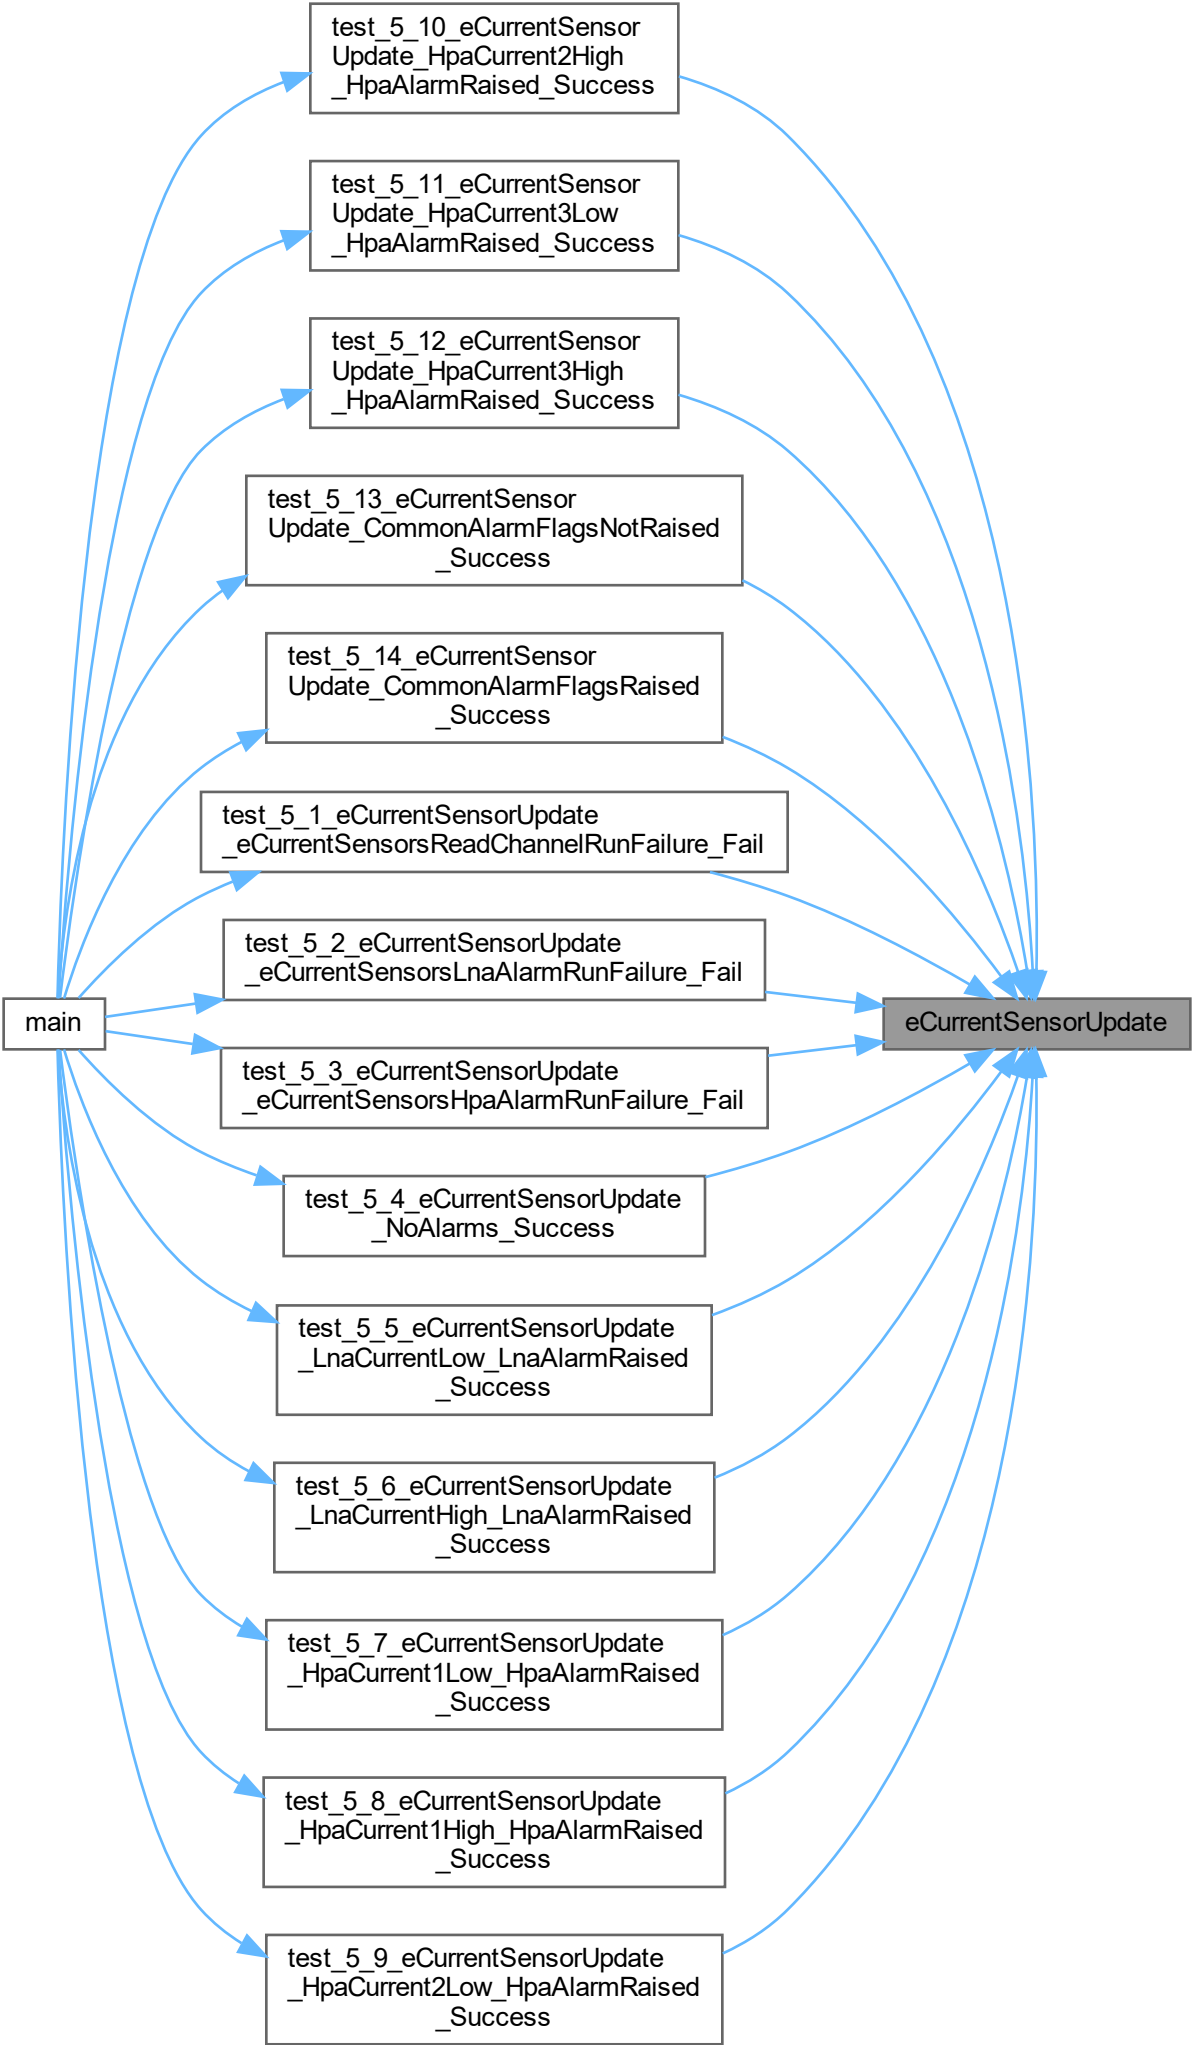 test_5_10_eCurrentSensor
Update_HpaCurrent2High
_HpaAlarmRaised_Success
test_5_11_eCurrentSensor
Update_HpaCurrent3Low
_HpaAlarmRaised_Success
test_5_12_eCurrentSensor
Update_HpaCurrent3High
_HpaAlarmRaised_Success
test_5_13_eCurrentSensor
Update_CommonAlarmFlagsNotRaised
_Success
test_5_14_eCurrentSensor
Update_CommonAlarmFlagsRaised
_Success
test_5_1_eCurrentSensorUpdate
_eCurrentSensorsReadChannelRunFailure_Fail
test_5_2_eCurrentSensorUpdate
_eCurrentSensorsLnaAlarmRunFailure_Fail
main
eCurrentSensorUpdate
test_5_3_eCurrentSensorUpdate
_eCurrentSensorsHpaAlarmRunFailure_Fail
test_5_4_eCurrentSensorUpdate
_NoAlarms_Success
test_5_5_eCurrentSensorUpdate
_LnaCurrentLow_LnaAlarmRaised
_Success
test_5_6_eCurrentSensorUpdate
_LnaCurrentHigh_LnaAlarmRaised
_Success
test_5_7_eCurrentSensorUpdate
_HpaCurrent1Low_HpaAlarmRaised
_Success
test_5_8_eCurrentSensorUpdate
_HpaCurrent1High_HpaAlarmRaised
_Success
test_5_9_eCurrentSensorUpdate
_HpaCurrent2Low_HpaAlarmRaised
_Success